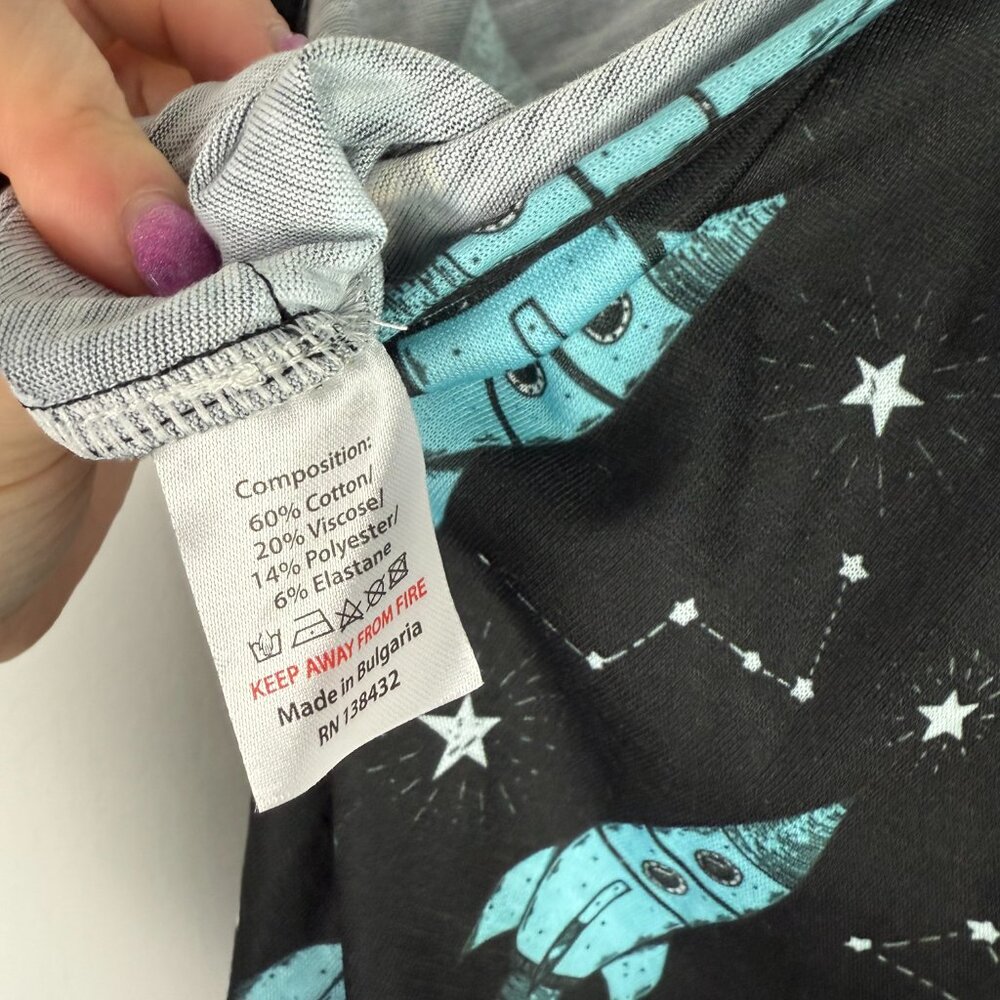 Composition:
60% Cotton/
20% Viscose/
14% Polyester/
6% Elastane
KEEP AWAY FROM FIRE
Made in Bulgaria
RN 138432